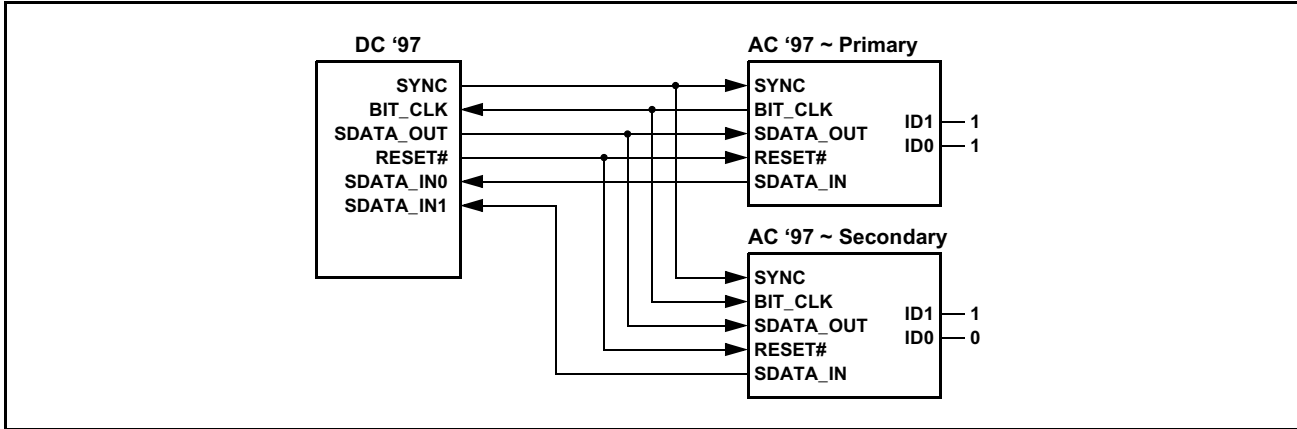 DC ‘97
SYNC
BIT_CLK
SDATA_OUT
RESET#
SDATA_IN0
SDATA_IN1
AC ‘97 ~ Primary
SYNC
BIT_CLK
SDATA_OUT
RESET#
SDATA_IN
ID1 1
ID0 1
AC ‘97 ~ Secondary
SYNC
BIT_CLK
SDATA_OUT
RESET#
SDATA_IN
ID1 1
ID0 0